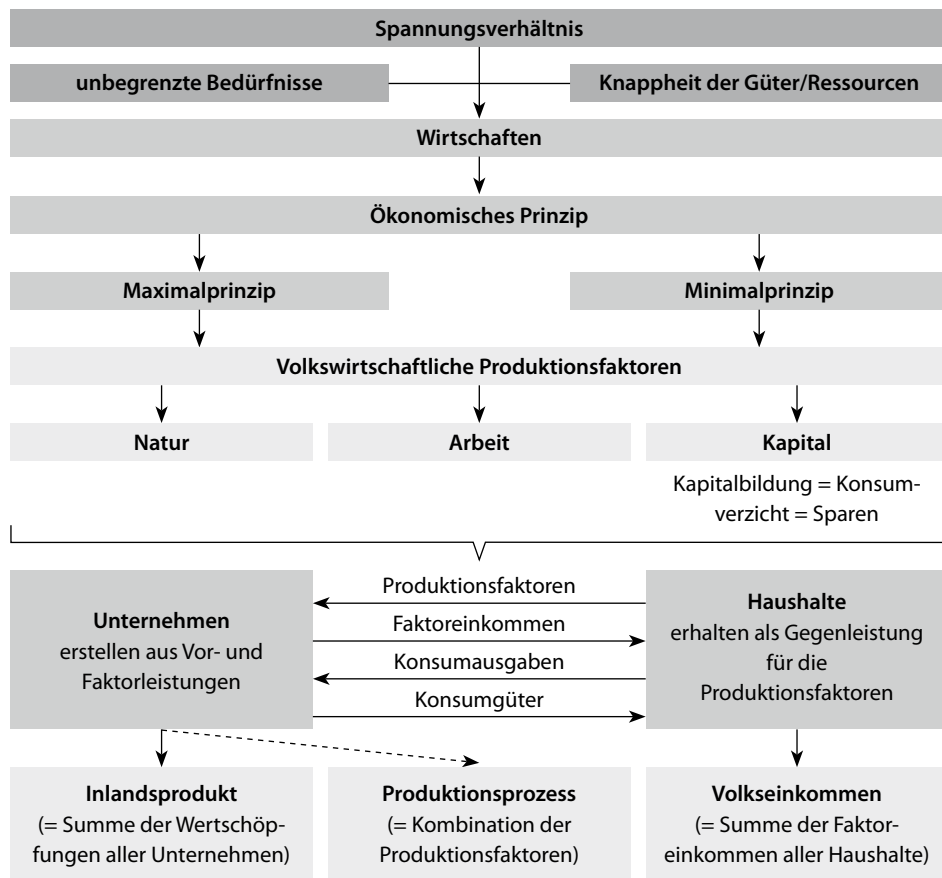 Spannungsverhältnis
unbegrenzte Bedürfnisse
Knappheit der Güter/Ressourcen
Wirtschaften
Ökonomisches Prinzip
Maximalprinzip
Minimalprinzip
Volkswirtschaftliche Produktionsfaktoren
Natur
Arbeit
Kapital
Kapitalbildung = Konsum-
verzicht = Sparen
Unternehmen
erstellen aus Vor- und
Faktorleistungen
Produktionsfaktoren
Faktoreinkommen
Konsumausgaben
Konsumgüter
Haushalte
erhalten als Gegenleistung
für die
Produktionsfaktoren
Inlandsprodukt
(= Summe der Wertschöp-
fungen aller Unternehmen)
Produktionsprozess
(= Kombination der
Produktionsfaktoren)
Volkseinkommen
(= Summe der Faktor-
einkommen aller Haushalte)